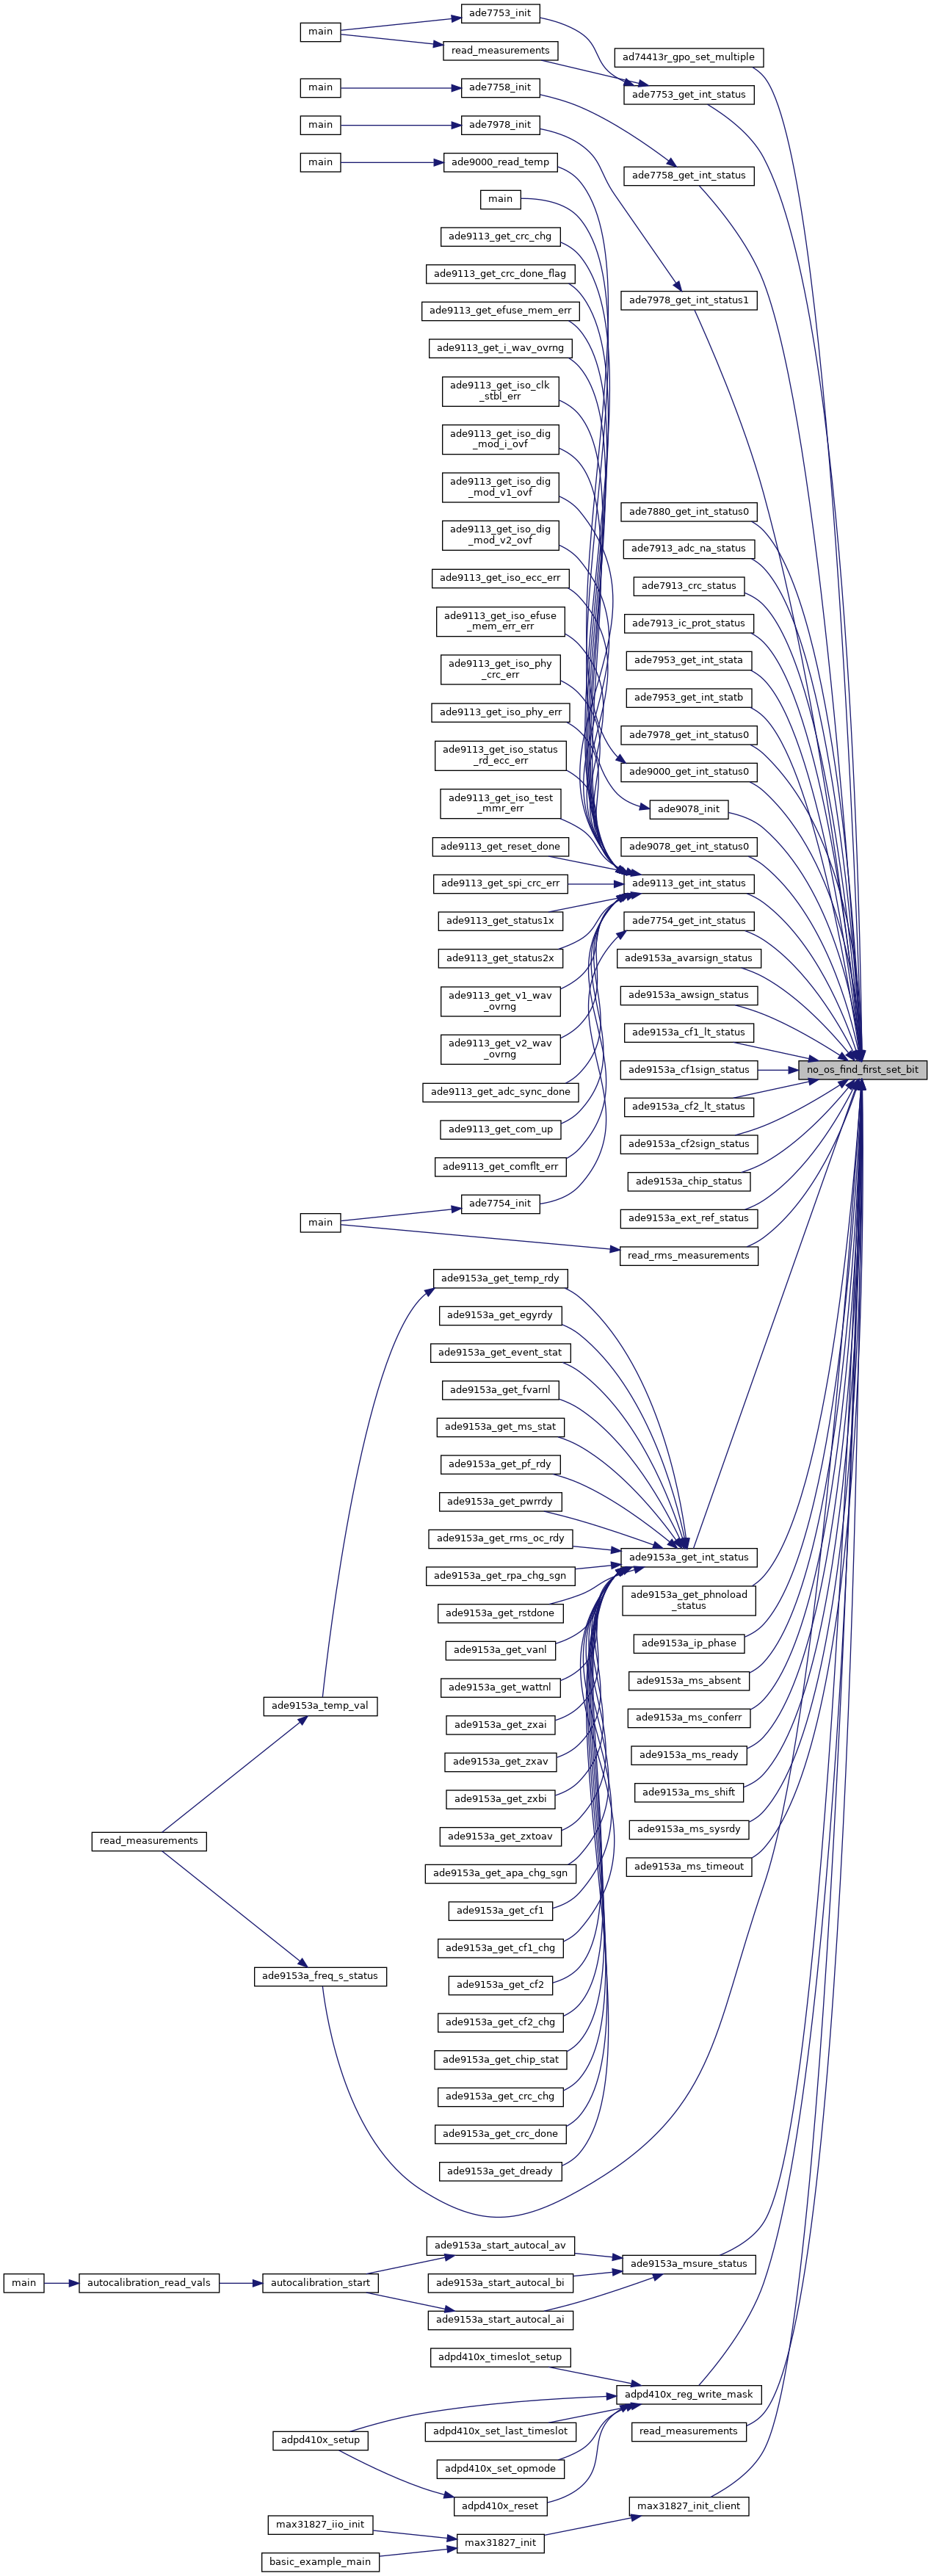 ade7753_init
main
read_measurements
ad74413r_gpo_set_multiple
main
ade7758_init
ade7753_get_int_status
main
ade7978_init
main
ade9000_read_temp
ade7758_get_int_status
main
ade9113_get_crc_chg
ade9113_get_crc_done_flag
ade7978_get_int_status1
ade9113_get_efuse_mem_err
ade9113_get_i_wav_ovrng
ade9113_get_iso_clk
_stbl_err
ade9113_get_iso_dig
_mod_i_ovf
ade9113_get_iso_dig
_mod_v1_ovf
ade7880_get_int_status0
ade9113_get_iso_dig
_mod_v2_ovf
ade7913_adc_na_status
ade9113_get_iso_ecc_err
ade7913_crc_status
ade9113_get_iso_efuse
_mem_err_err
ade7913_ic_prot_status
ade9113_get_iso_phy
_crc_err
ade7953_get_int_stata
ade7953_get_int_statb
ade9113_get_iso_phy_err
ade7978_get_int_status0
ade9113_get_iso_status
_rd_ecc_err
ade9000_get_int_status0
ade9113_get_iso_test
_mmr_err
ade9078_init
ade9113_get_reset_done
ade9078_get_int_status0
ade9113_get_spi_crc_err
ade9113_get_int_status
ade9113_get_status1x
ade7754_get_int_status
ade9113_get_status2x
ade9153a_avarsign_status
ade9113_get_v1_wav
_ovrng
ade9153a_awsign_status
ade9113_get_v2_wav
_ovrng
ade9153a_cf1_lt_status
ade9153a_cf1sign_status
no_os_find_first_set_bit
ade9113_get_adc_sync_done
ade9153a_cf2_lt_status
ade9113_get_com_up
ade9153a_cf2sign_status
ade9113_get_comflt_err
ade9153a_chip_status
ade7754_init
main
ade9153a_ext_ref_status
read_rms_measurements
ade9153a_get_temp_rdy
ade9153a_get_egyrdy
ade9153a_get_event_stat
ade9153a_get_fvarnl
ade9153a_get_ms_stat
ade9153a_get_pf_rdy
ade9153a_get_pwrrdy
ade9153a_get_rms_oc_rdy
ade9153a_get_int_status
ade9153a_get_rpa_chg_sgn
ade9153a_get_phnoload
_status
ade9153a_get_rstdone
ade9153a_ip_phase
ade9153a_get_vanl
ade9153a_ms_absent
ade9153a_get_wattnl
ade9153a_temp_val
ade9153a_ms_conferr
ade9153a_get_zxai
ade9153a_ms_ready
ade9153a_get_zxav
ade9153a_ms_shift
ade9153a_get_zxbi
ade9153a_ms_sysrdy
ade9153a_get_zxtoav
read_measurements
ade9153a_ms_timeout
ade9153a_get_apa_chg_sgn
ade9153a_get_cf1
ade9153a_get_cf1_chg
ade9153a_freq_s_status
ade9153a_get_cf2
ade9153a_get_cf2_chg
ade9153a_get_chip_stat
ade9153a_get_crc_chg
ade9153a_get_crc_done
ade9153a_get_dready
ade9153a_start_autocal_av
ade9153a_msure_status
main
autocalibration_read_vals
autocalibration_start
ade9153a_start_autocal_bi
ade9153a_start_autocal_ai
adpd410x_timeslot_setup
adpd410x_reg_write_mask
adpd410x_set_last_timeslot
read_measurements
adpd410x_setup
adpd410x_set_opmode
adpd410x_reset
max31827_init_client
max31827_iio_init
max31827_init
basic_example_main